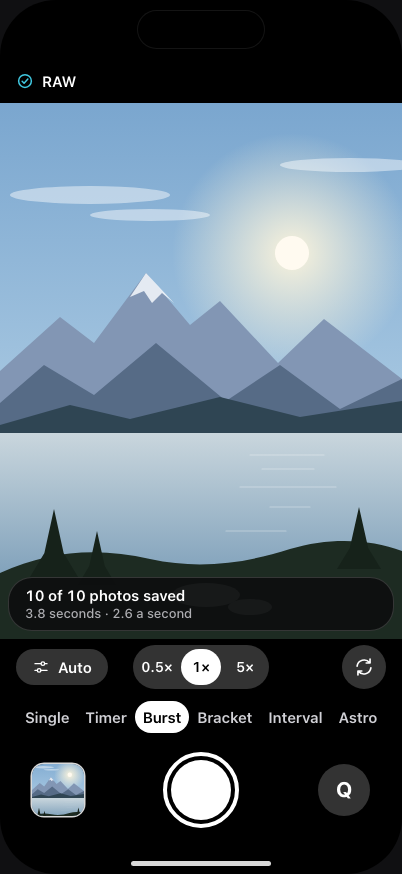 RAW
10 of 10 photos saved
3.8 seconds · 2.6 a second
Auto
0.5×
1×
5×
Single
Timer
Burst
Bracket
Interval
Astro
Q